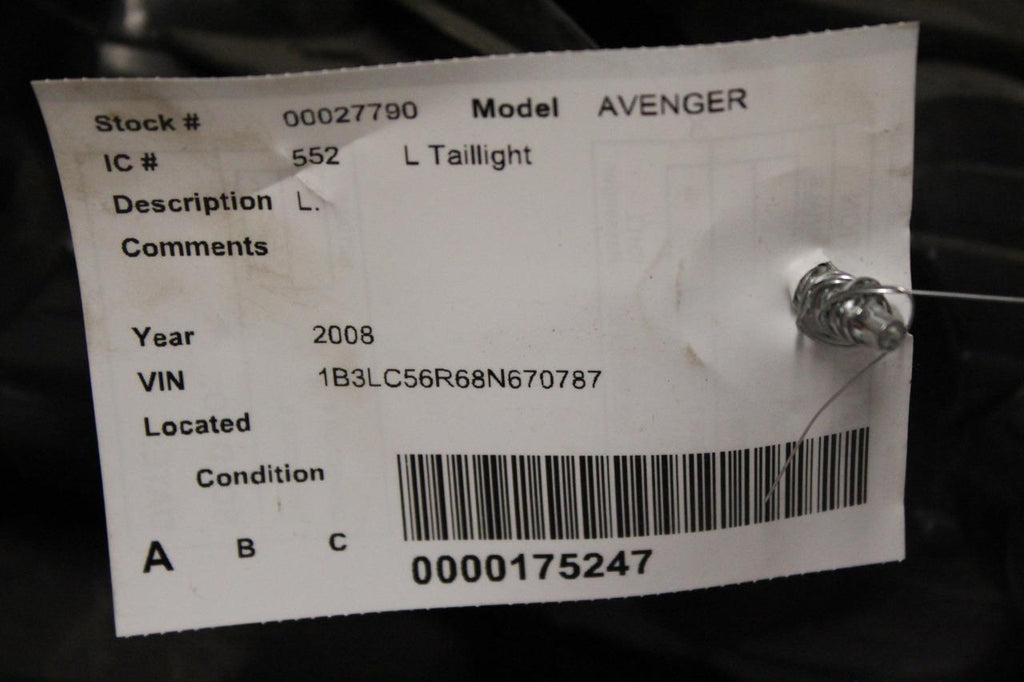 Stock # 00027790 Model AVENGER
IC # 552 L Taillight
Description L.
Comments
Year 2008
VIN 1B3LC56R68N670787
Located
Condition
A B C
0000175247